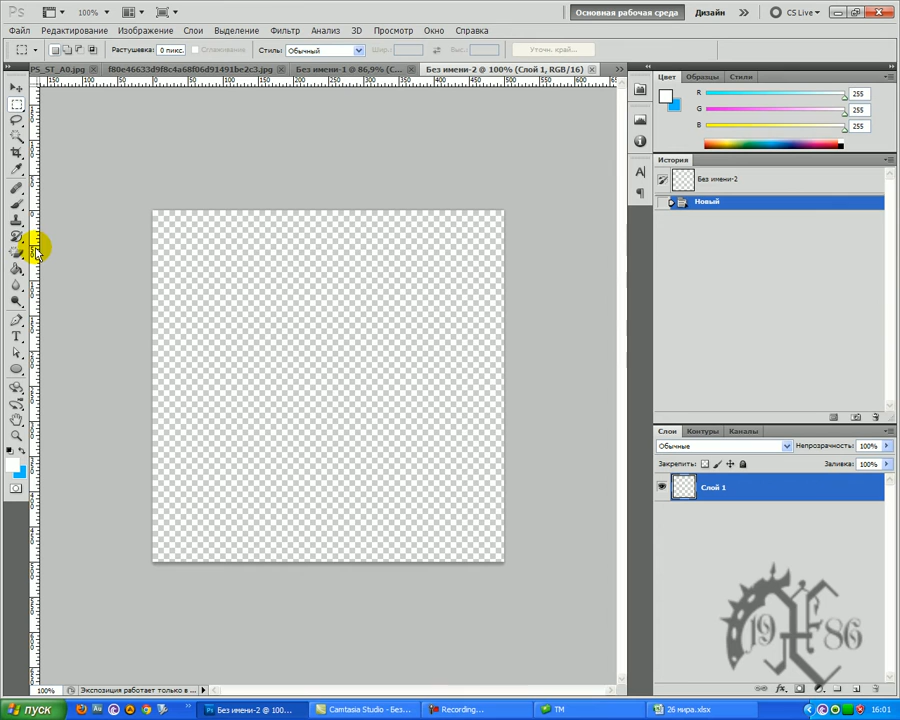 Ps 100% Основная рабочая среда Дизайн CS Live
Файл Редактирование Изображение Слои Выделение Фильтр Анализ 3D Просмотр Окно Справка
Растушевка: 0 пикс. Сглаживание Стиль: Обычный Шир.: Выс.: Уточн. край...
PS_ST_A0.jpg f80e46633d9f8c4a68f06d91491be2c3.jpg Без имени-1 @ 86,9% (С... Без имени-2 @ 100% (Слой 1, RGB/16)
Цвет Образцы Стили
R 255
G 255
B 255
История
Без имени-2
Новый
Слои Контуры Каналы
Обычные Непрозрачность: 100%
Закрепить: Заливка: 100%
Слой 1
19 86
100% Экспозиция работает только в ...
пуск Без имени-2 @ 100... Camtasia Studio - Без... Recording... TM 26 мира.xlsx 16:01